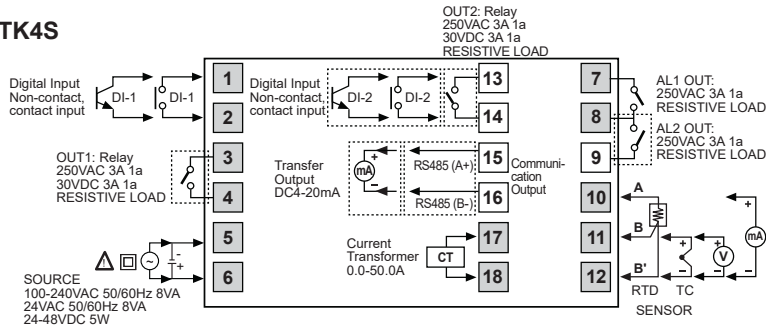 TK4S
OUT2: Relay
250VAC 3A 1a
30VDC 3A 1a
RESISTIVE LOAD
Digital Input
Non-contact,
contact input
DI-1
DI-1
1
2
Digital Input
Non-contact,
contact input
DI-2
DI-2
13
14
7
8
9
AL1 OUT:
250VAC 3A 1a
RESISTIVE LOAD
AL2 OUT:
250VAC 3A 1a
RESISTIVE LOAD
OUT1: Relay
250VAC 3A 1a
30VDC 3A 1a
RESISTIVE LOAD
3
4
Transfer
Output
DC4-20mA
+
mA
-
RS485 (A+)
RS485 (B-)
15
16
Communi-
cation
Output
10
11
12
A
B
B'
RTD
+
-
TC
+
V
-
+
mA
-
SENSOR
Current
Transformer
0.0-50.0A
CT
17
18
5
6
~
-
+
SOURCE
100-240VAC 50/60Hz 8VA
24VAC 50/60Hz 8VA
24-48VDC 5W